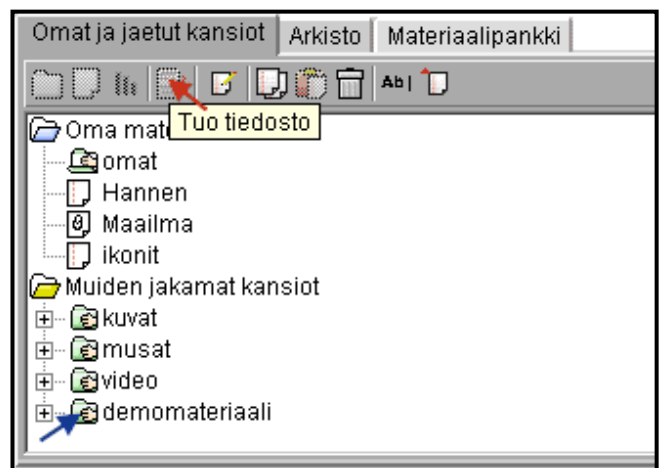 Omat ja jaetut kansiot Arkisto Materiaalipankki
Ab|
Tuo tiedosto
Oma mat
omat
Hannen
Maailma
ikonit
Muiden jakamat kansiot
kuvat
musat
video
demomateriaali